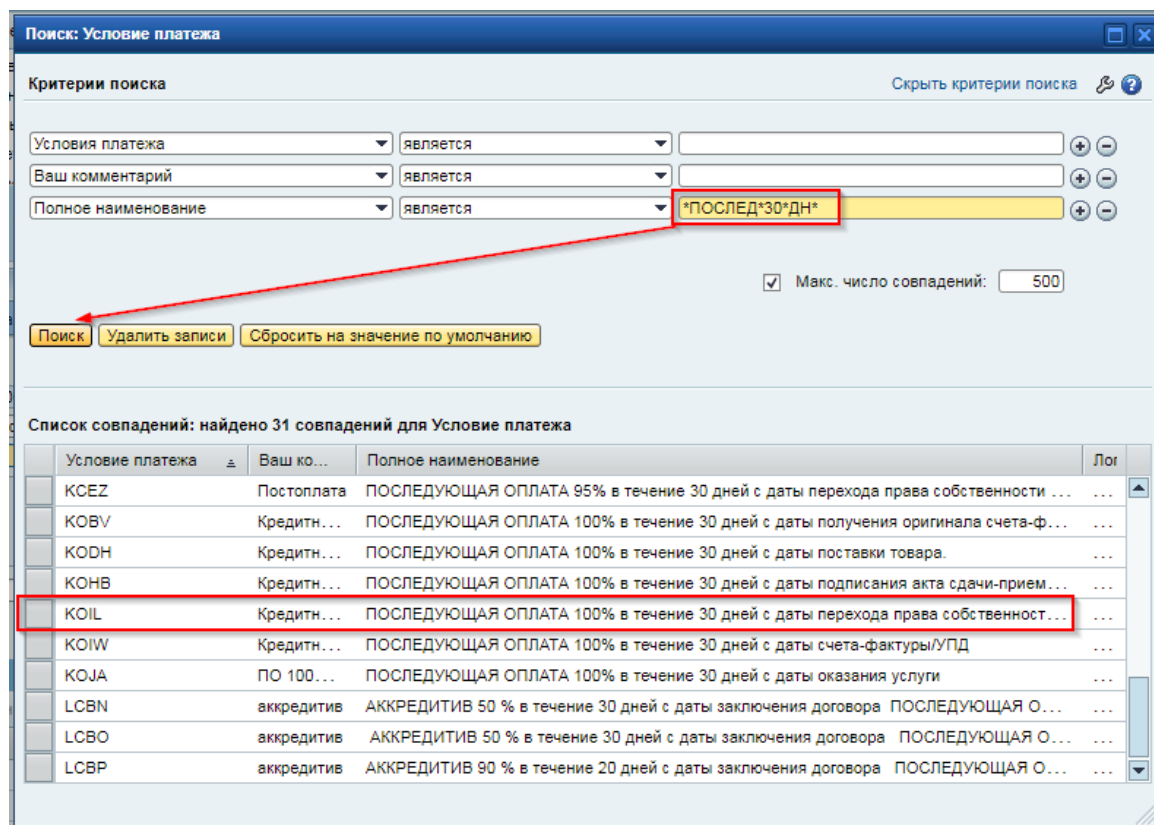 Поиск: Условие платежа
Критерии поиска Скрыть критерии поиска
Условия платежа является
Ваш комментарий является
Полное наименование является *ПОСЛЕД*30*ДН*
Макс. число совпадений: 500
Поиск Удалить записи Сбросить на значение по умолчанию
Список совпадений: найдено 31 совпадений для Условие платежа
Условие платежа Ваш ко... Полное наименование Лог
KCEZ Постоплата ПОСЛЕДУЮЩАЯ ОПЛАТА 95% в течение 30 дней с даты перехода права собственности ... ...
KOBV Кредитн... ПОСЛЕДУЮЩАЯ ОПЛАТА 100% в течение 30 дней с даты получения оригинала счета-ф... ...
KODH Кредитн... ПОСЛЕДУЮЩАЯ ОПЛАТА 100% в течение 30 дней с даты поставки товара. ...
KOHB Кредитн... ПОСЛЕДУЮЩАЯ ОПЛАТА 100% в течение 30 дней с даты подписания акта сдачи-прием... ...
KOIL Кредитн... ПОСЛЕДУЮЩАЯ ОПЛАТА 100% в течение 30 дней с даты перехода права собственност... ...
KOIW Кредитн... ПОСЛЕДУЮЩАЯ ОПЛАТА 100% в течение 30 дней с даты счета-фактуры/УПД ...
KOJA ПО 100... ПОСЛЕДУЮЩАЯ ОПЛАТА 100% в течение 30 дней с даты оказания услуги ...
LCBN аккредитив АККРЕДИТИВ 50 % в течение 30 дней с даты заключения договора ПОСЛЕДУЮЩАЯ О... ...
LCBO аккредитив АККРЕДИТИВ 50 % в течение 30 дней с даты заключения договора ПОСЛЕДУЮЩАЯ О... ...
LCBP аккредитив АККРЕДИТИВ 90 % в течение 20 дней с даты заключения договора ПОСЛЕДУЮЩАЯ О... ...